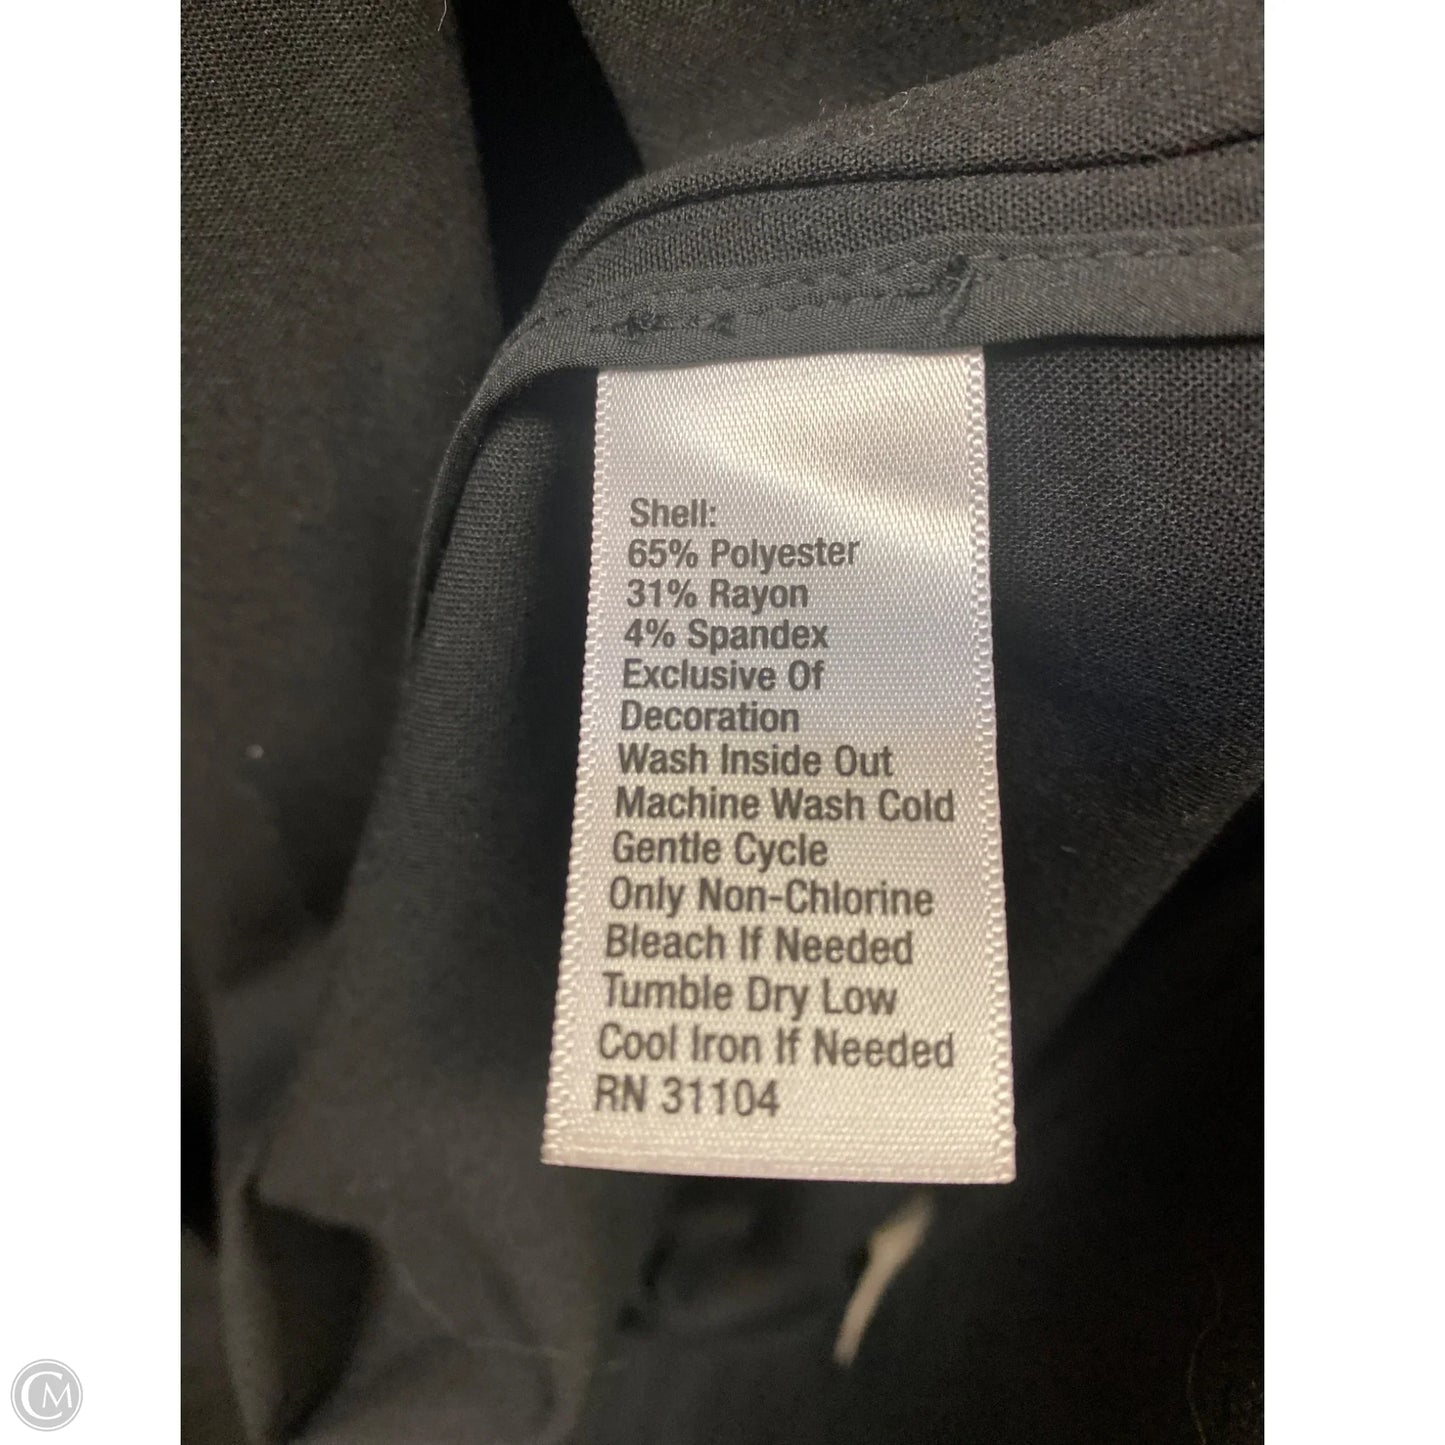 Shell:
65% Polyester
31% Rayon
4% Spandex
Exclusive Of
Decoration
Wash Inside Out
Machine Wash Cold
Gentle Cycle
Only Non-Chlorine
Bleach If Needed
Tumble Dry Low
Cool Iron If Needed
RN 31104
CM